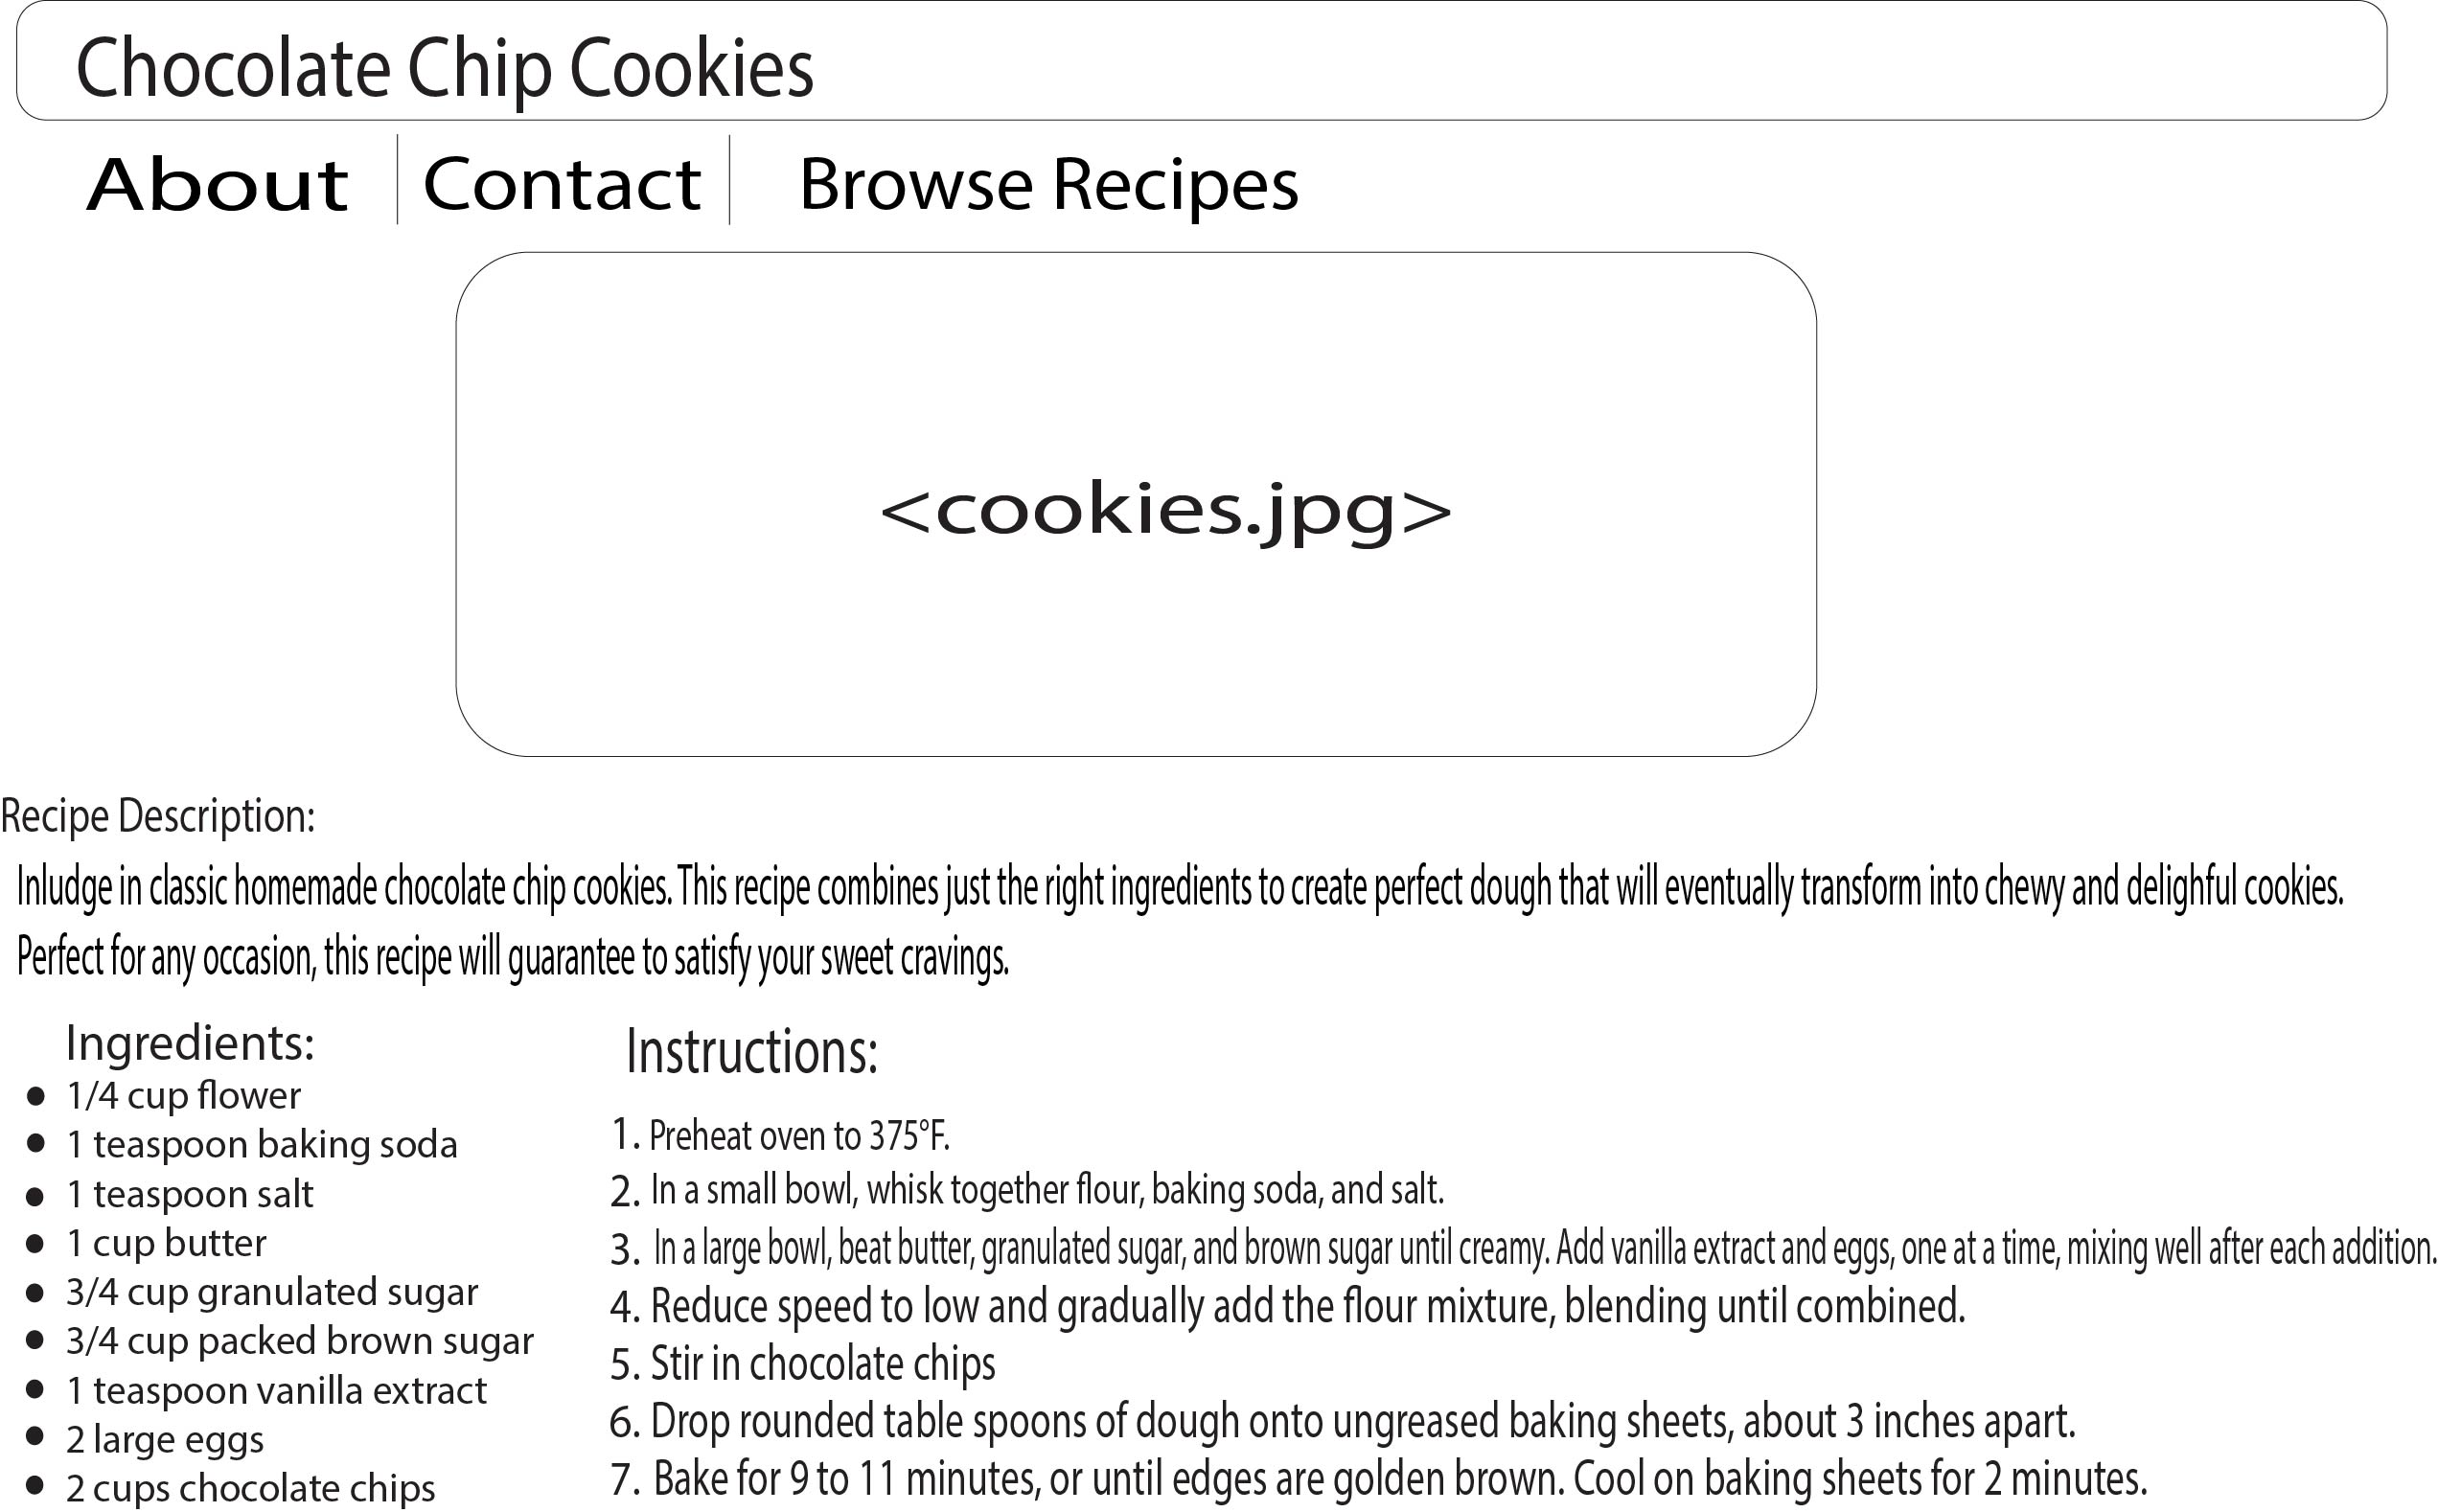 Chocolate Chip Cookies
About
Contact
Browse Recipes
<cookies.jpg>
Recipe Description:
Inludge in classic homemade chocolate chip cookies. This recipe combines just the right ingredients to create perfect dough that will eventually transform into chewy and delighful cookies.
Perfect for any occasion, this recipe will guarantee to satisfy your sweet cravings.
Ingredients:
● 1/4 cup flower
● 1 teaspoon baking soda
● 1 teaspoon salt
● 1 cup butter
● 3/4 cup granulated sugar
● 3/4 cup packed brown sugar
● 1 teaspoon vanilla extract
● 2 large eggs
● 2 cups chocolate chips
Instructions:
1. Preheat oven to 375°F.
2. In a small bowl, whisk together flour, baking soda, and salt.
3. In a large bowl, beat butter, granulated sugar, and brown sugar until creamy. Add vanilla extract and eggs, one at a time, mixing well after each addition.
4. Reduce speed to low and gradually add the flour mixture, blending until combined.
5. Stir in chocolate chips
6. Drop rounded table spoons of dough onto ungreased baking sheets, about 3 inches apart.
7. Bake for 9 to 11 minutes, or until edges are golden brown. Cool on baking sheets for 2 minutes.